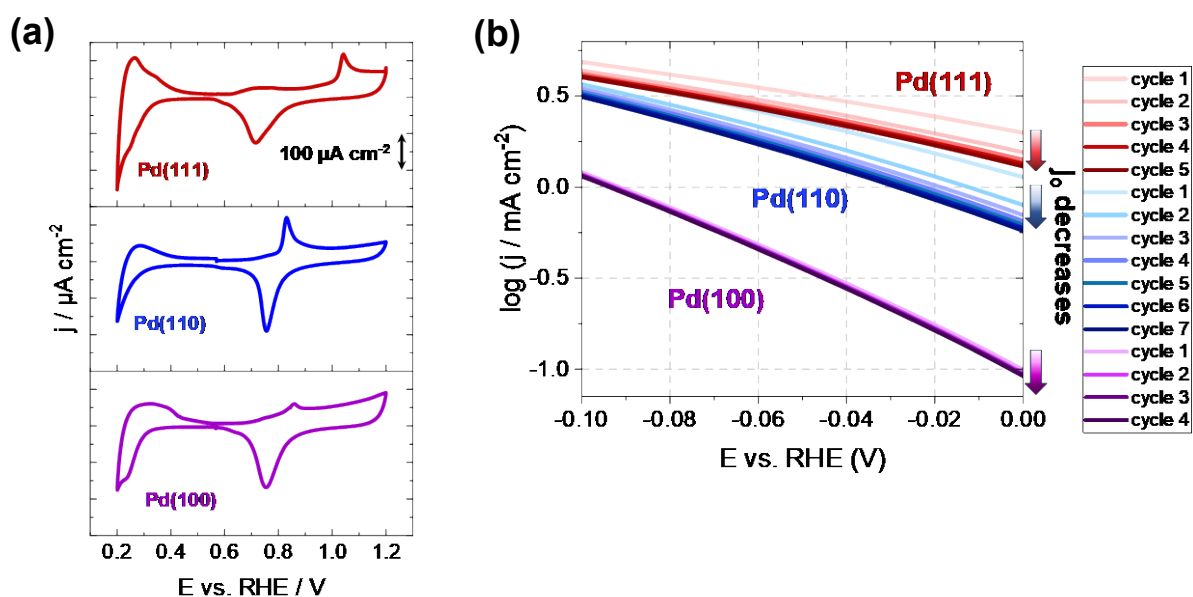 (a)
Pd(111)
100 µA cm⁻²
Pd(110)
Pd(100)
j / µA cm⁻²
0.2 0.4 0.6 0.8 1.0 1.2
E vs. RHE / V
(b)
Pd(111)
Pd(110)
Pd(100)
log (j / mA cm⁻²)
0.5
0.0
-0.5
-1.0
-0.10 -0.08 -0.06 -0.04 -0.02 0.00
E vs. RHE (V)
J₀ decreases
cycle 1
cycle 2
cycle 3
cycle 4
cycle 5
cycle 1
cycle 2
cycle 3
cycle 4
cycle 5
cycle 6
cycle 7
cycle 1
cycle 2
cycle 3
cycle 4